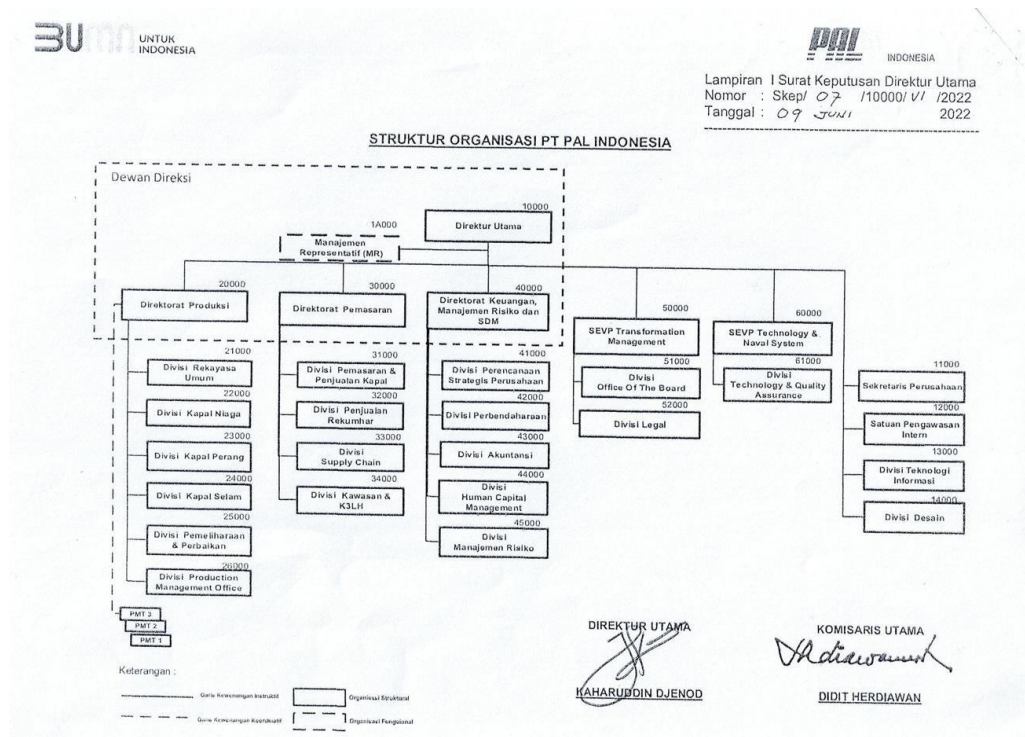 BUMN UNTUK
INDONESIA
PAL INDONESIA
Lampiran I Surat Keputusan Direktur Utama
Nomor : Skep/ 07 /10000/ VI /2022
Tanggal : 09 JUNI 2022
STRUKTUR ORGANISASI PT PAL INDONESIA
Dewan Direksi
10000
Direktur Utama
1A000
Manajemen
Representatif (MR)
20000
Direktorat Produksi
21000
Divisi Rekayasa
Umum
22000
Divisi Kapal Niaga
23000
Divisi Kapal Perang
24000
Divisi Kapal Selam
25000
Divisi Pemeliharaan
& Perbaikan
26000
Divisi Production
Management Office
PMT 3
PMT 2
PMT 1
30000
Direktorat Pemasaran
31000
Divisi Pemasaran &
Penjualan Kapal
32000
Divisi Penjualan
Rekumhar
33000
Divisi
Supply Chain
34000
Divisi Kawasan &
K3LH
40000
Direktorat Keuangan,
Manajemen Risiko dan
SDM
41000
Divisi Perencanaan
Strategis Perusahaan
42000
Divisi Perbendaharaan
43000
Divisi Akuntansi
44000
Divisi
Human Capital
Management
45000
Divisi
Manajemen Risiko
50000
SEVP Transformation
Management
51000
Divisi
Office Of The Board
52000
Divisi Legal
60000
SEVP Technology &
Naval System
61000
Divisi
Technology & Quality
Assurance
11000
Sekretaris Perusahaan
12000
Satuan Pengawasan
Intern
13000
Divisi Teknologi
Informasi
14000
Divisi Desain
Keterangan :
Garis Kewenangan Instruktif
Organisasi Struktural
Garis Kewenangan Koordinatif
Organisasi Fungsional
DIREKTUR UTAMA
KAHARUDDIN DJENOD
KOMISARIS UTAMA
DIDIT HERDIAWAN